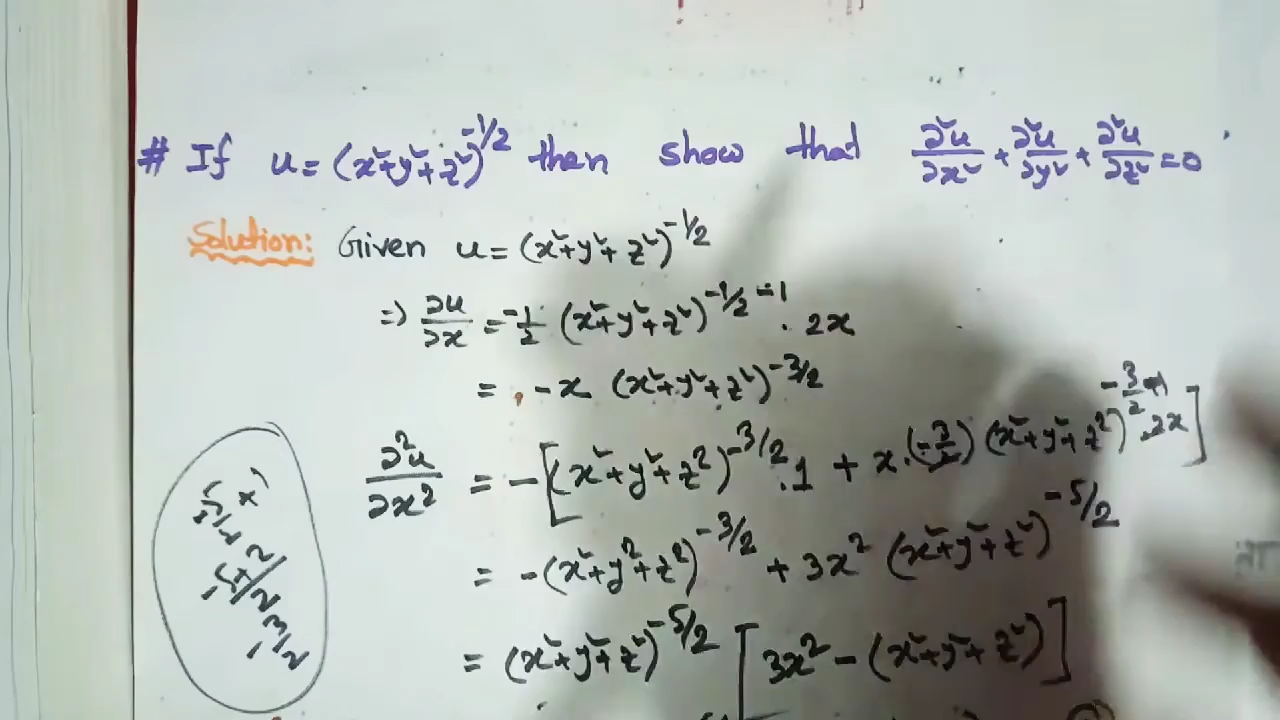 # If u = (x²+y²+z²)^-1/2 then show that ∂²u/∂x² + ∂²u/∂y² + ∂²u/∂z² = 0
Solution: Given u = (x²+y²+z²)^-1/2
=> ∂u/∂x = -1/2 (x²+y²+z²)^-1/2 -1 . 2x
= -x (x²+y²+z²)^-3/2
∂²u/∂x² = -[(x²+y²+z²)^-3/2 .1 + x.(-3/2) (x²+y²+z²)^-3/2 -1 .2x]
= -(x²+y²+z²)^-3/2 + 3x² (x²+y²+z²)^-5/2
= (x²+y²+z²)^-5/2 [3x² - (x²+y²+z²)]